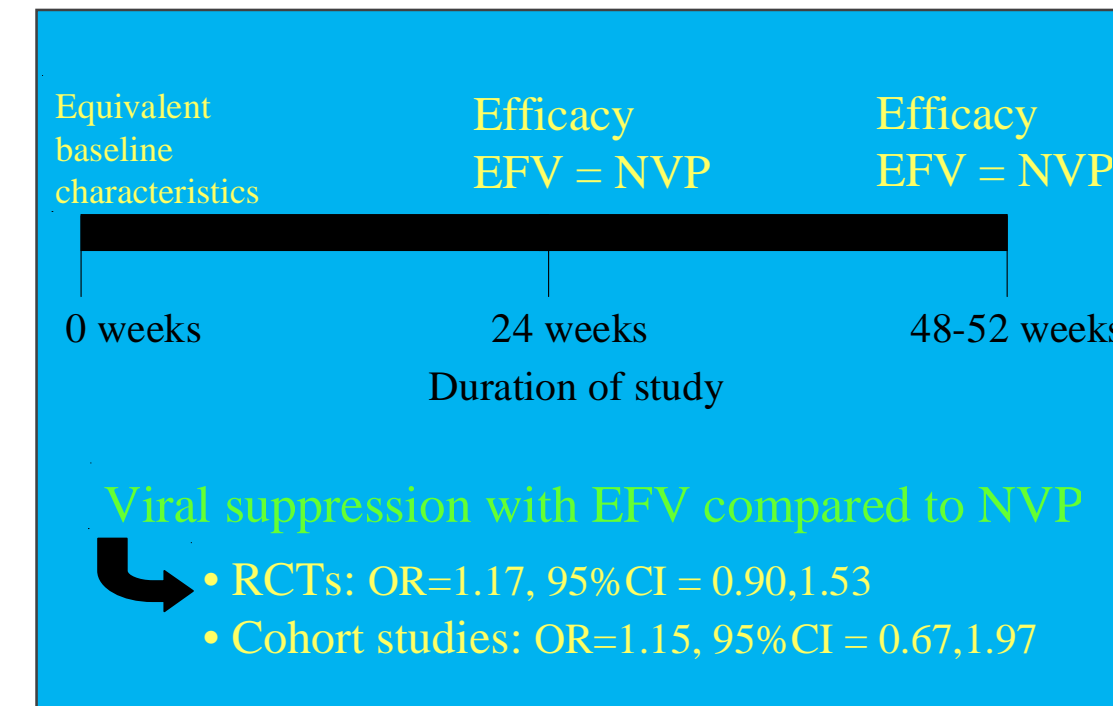 Equivalent
baseline
characteristics
Efficacy
EFV = NVP
Efficacy
EFV = NVP
0 weeks
24 weeks
48-52 weeks
Duration of study
Viral suppression with EFV compared to NVP
• RCTs: OR=1.17, 95%CI = 0.90,1.53
• Cohort studies: OR=1.15, 95%CI = 0.67,1.97